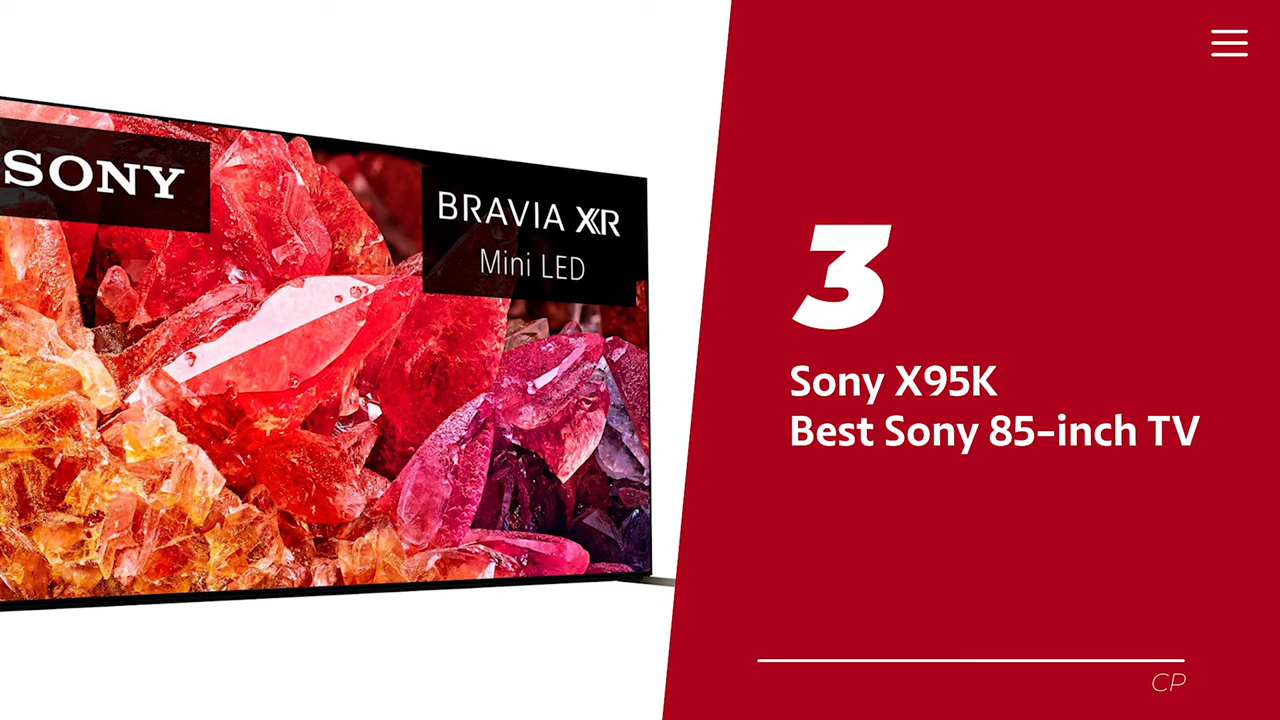 SONY
BRAVIA XR
Mini LED
3
Sony X95K
Best Sony 85-inch TV
CP